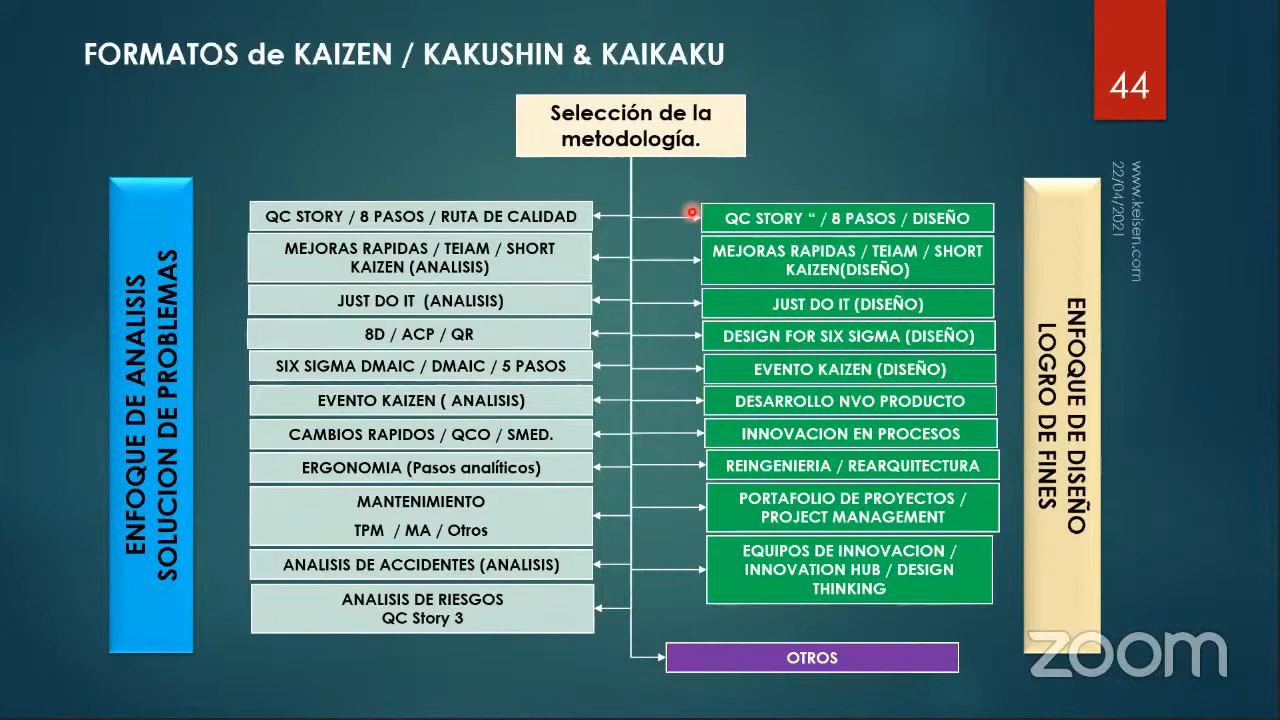 FORMATOS de KAIZEN / KAKUSHIN & KAIKAKU
44
Selección de la
metodología.
www.keisen.com
22/04/2021
ENFOQUE DE ANALISIS
SOLUCION DE PROBLEMAS
QC STORY / 8 PASOS / RUTA DE CALIDAD
MEJORAS RAPIDAS / TEIAM / SHORT
KAIZEN (ANALISIS)
JUST DO IT (ANALISIS)
8D / ACP / QR
SIX SIGMA DMAIC / DMAIC / 5 PASOS
EVENTO KAIZEN ( ANALISIS)
CAMBIOS RAPIDOS / QCO / SMED.
ERGONOMIA (Pasos analíticos)
MANTENIMIENTO
TPM / MA / Otros
ANALISIS DE ACCIDENTES (ANALISIS)
ANALISIS DE RIESGOS
QC Story 3
QC STORY “ / 8 PASOS / DISEÑO
MEJORAS RAPIDAS / TEIAM / SHORT
KAIZEN(DISEÑO)
JUST DO IT (DISEÑO)
DESIGN FOR SIX SIGMA (DISEÑO)
EVENTO KAIZEN (DISEÑO)
DESARROLLO NVO PRODUCTO
INNOVACION EN PROCESOS
REINGENIERIA / REARQUITECTURA
PORTAFOLIO DE PROYECTOS /
PROJECT MANAGEMENT
EQUIPOS DE INNOVACION /
INNOVATION HUB / DESIGN
THINKING
OTROS
ENFOQUE DE DISEÑO
LOGRO DE FINES
zoom